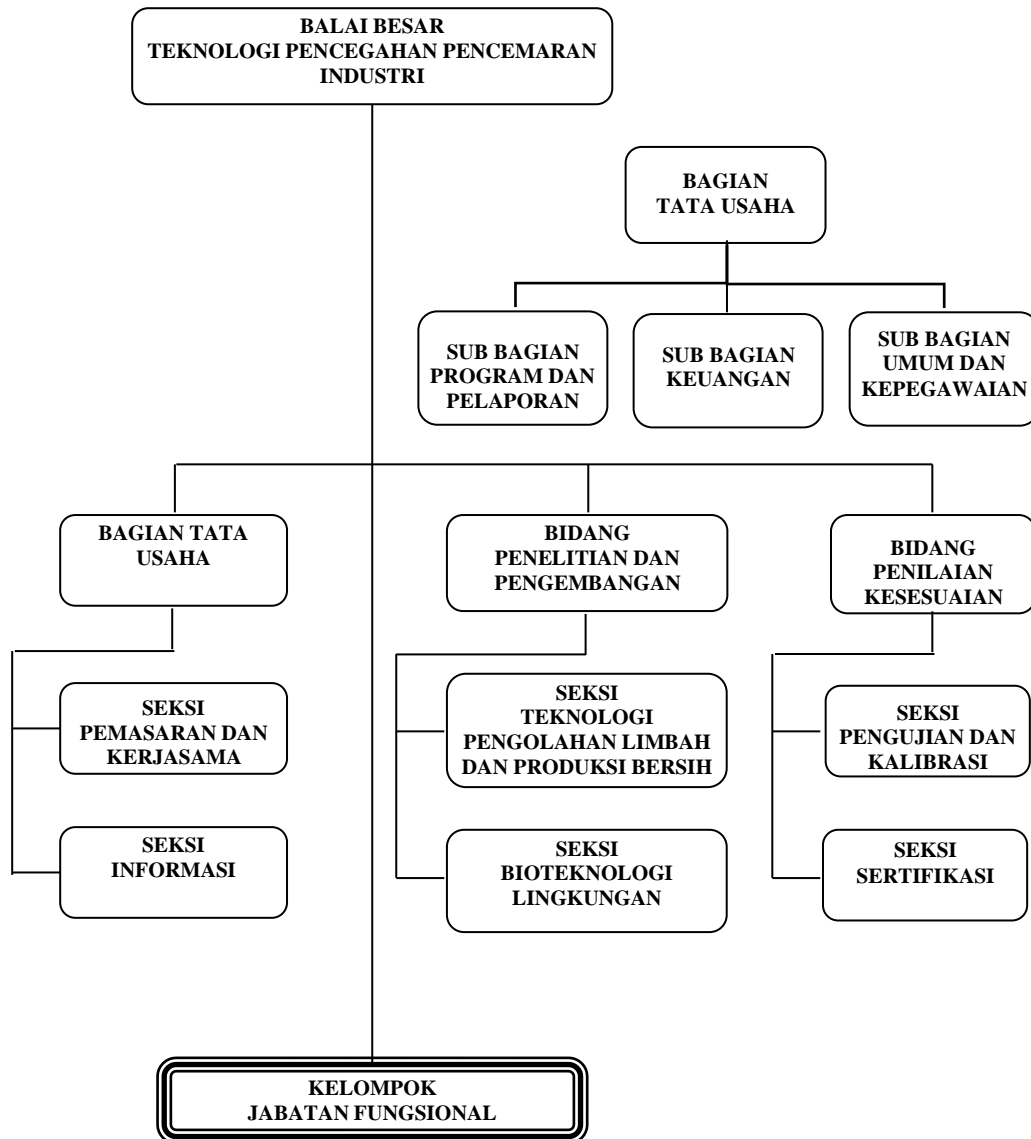 BALAI BESAR
TEKNOLOGI PENCEGAHAN PENCEMARAN
INDUSTRI
BAGIAN
TATA USAHA
SUB BAGIAN
PROGRAM DAN
PELAPORAN
SUB BAGIAN
KEUANGAN
SUB BAGIAN
UMUM DAN
KEPEGAWAIAN
BAGIAN TATA
USAHA
BIDANG
PENELITIAN DAN
PENGEMBANGAN
BIDANG
PENILAIAN
KESESUAIAN
SEKSI
PEMASARAN DAN
KERJASAMA
SEKSI
TEKNOLOGI
PENGOLAHAN LIMBAH
DAN PRODUKSI BERSIH
SEKSI
PENGUJIAN DAN
KALIBRASI
SEKSI
INFORMASI
SEKSI
BIOTEKNOLOGI
LINGKUNGAN
SEKSI
SERTIFIKASI
KELOMPOK
JABATAN FUNGSIONAL